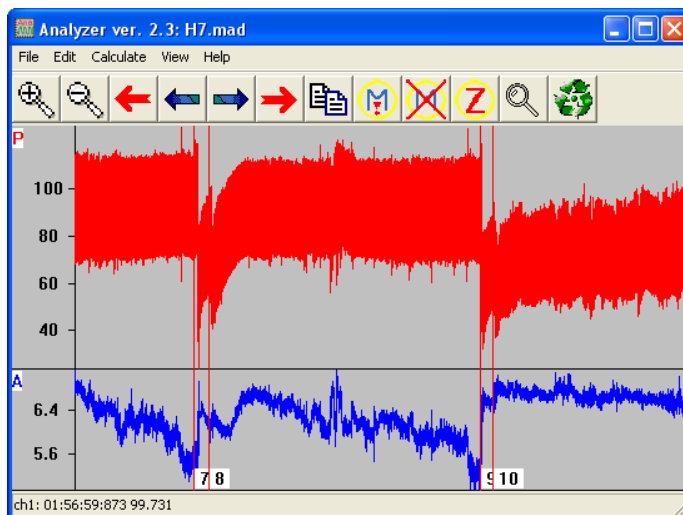 Analyzer ver. 2.3: H7.mad
File Edit Calculate View Help
M M Z
P
100
80
60
40
A
6.4
5.6
7 8 9 10
ch1: 01:56:59:873 99.731